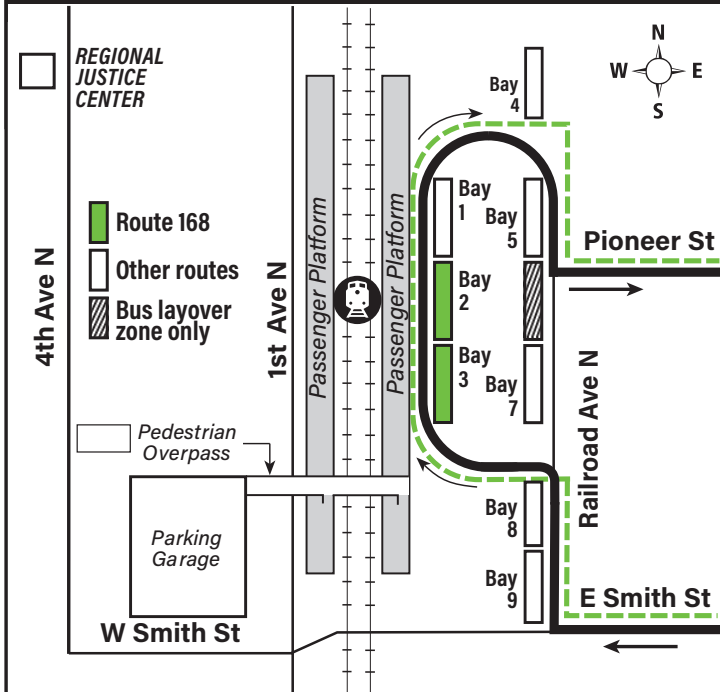 REGIONAL
JUSTICE
CENTER
N
W
E
S
Bay
4
Route 168
Other routes
Bus layover
zone only
4th Ave N
1st Ave N
Passenger Platform
Passenger Platform
Bay
1
Bay
5
Bay
2
Bay
3
Bay
7
Pioneer St
Railroad Ave N
Pedestrian
Overpass
Parking
Garage
Bay
8
Bay
9
E Smith St
W Smith St